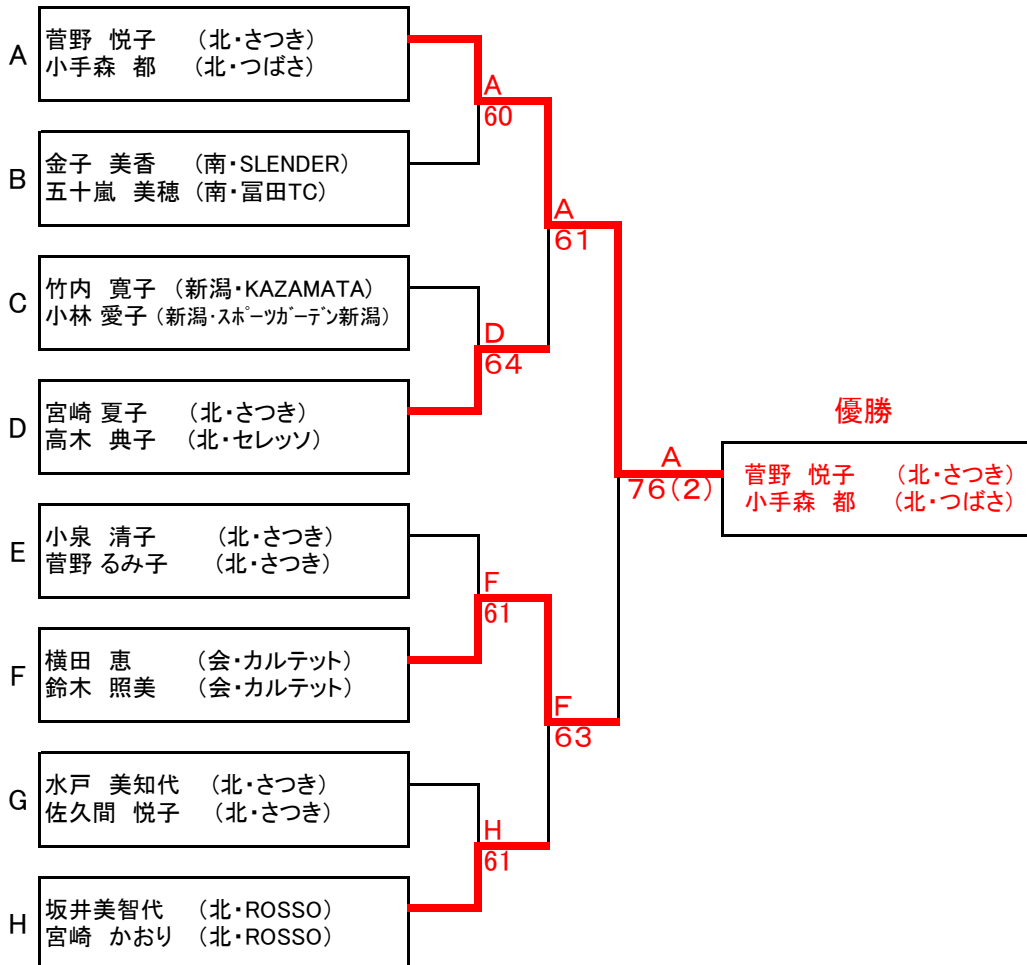 A
菅野　悦子　　（北・さつき）
小手森　都　　（北・つばさ）
A
60
B
金子　美香　　（南・SLENDER）
五十嵐　美穂　（南・冨田TC）
A
61
C
竹内　寛子　（新潟・KAZAMATA）
小林 愛子（新潟・ｽﾎﾟｰﾂｶﾞｰﾃﾞﾝ新潟）
D
64
D
宮崎 夏子　　（北・さつき）
高木　典子　　（北・セレッソ）
優勝
A
76(2)
菅野　悦子　　（北・さつき）
小手森　都　　（北・つばさ）
E
小泉　清子　　　（北・さつき）
菅野 るみ子　　（北・さつき）
F
61
F
横田　恵　　　（会・カルテット）
鈴木　照美　　（会・カルテット）
F
63
G
水戸　美知代　（北・さつき）
佐久間　悦子　（北・さつき）
H
61
H
坂井美智代　　（北・ROSSO）
宮崎　かおり　（北・ROSSO）